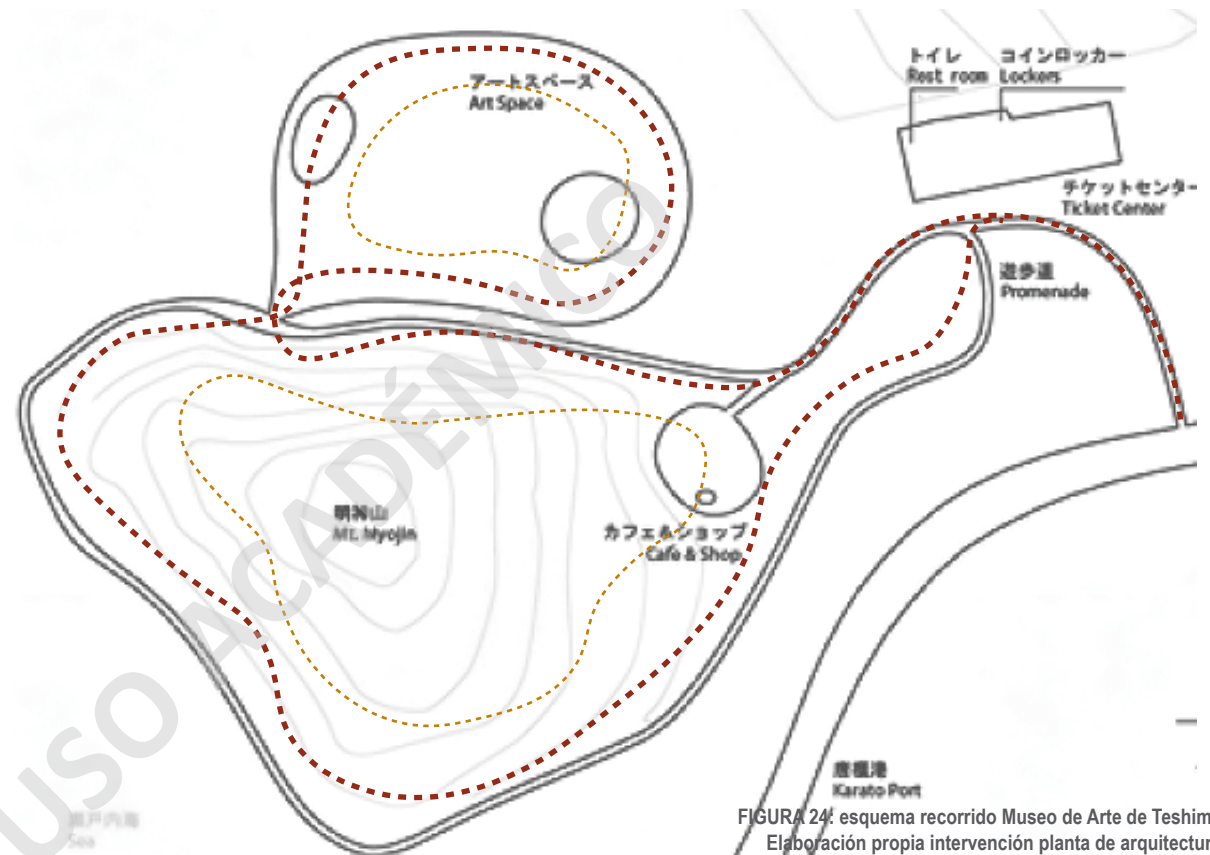 トイレ
Rest room
コインロッカー
Lockers
アートスペース
Art Space
チケットセンター
Ticket Center
遊歩道
Promenade
明神山
Mt. Myojin
カフェ&ショップ
Cafe & Shop
唐櫃港
Karato Port
瀬戸内海
Sea
USO ACADÉMICO
FIGURA 24: esquema recorrido Museo de Arte de Teshim
Elaboración propia intervención planta de arquitectur